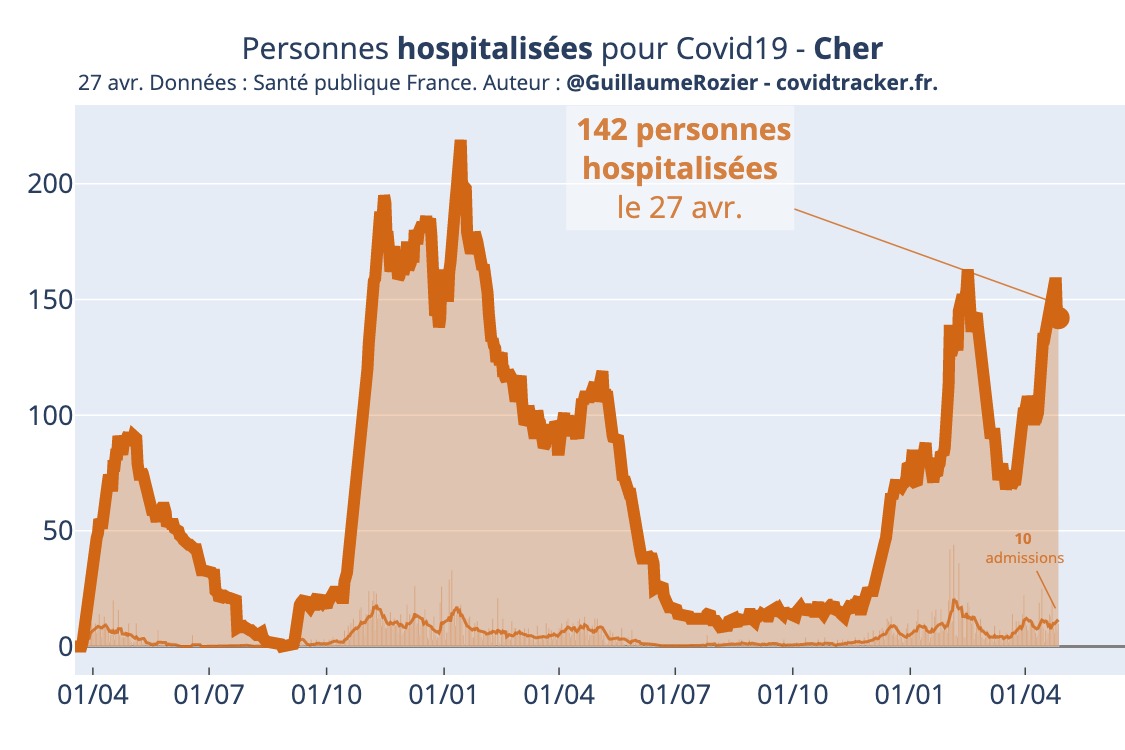 Personnes hospitalisées pour Covid19 - Cher
27 avr. Données : Santé publique France. Auteur : @GuillaumeRozier - covidtracker.fr.
142 personnes
hospitalisées
le 27 avr.
200
150
100
50
0
10
admissions
01/04 01/07 01/10 01/01 01/04 01/07 01/10 01/01 01/04